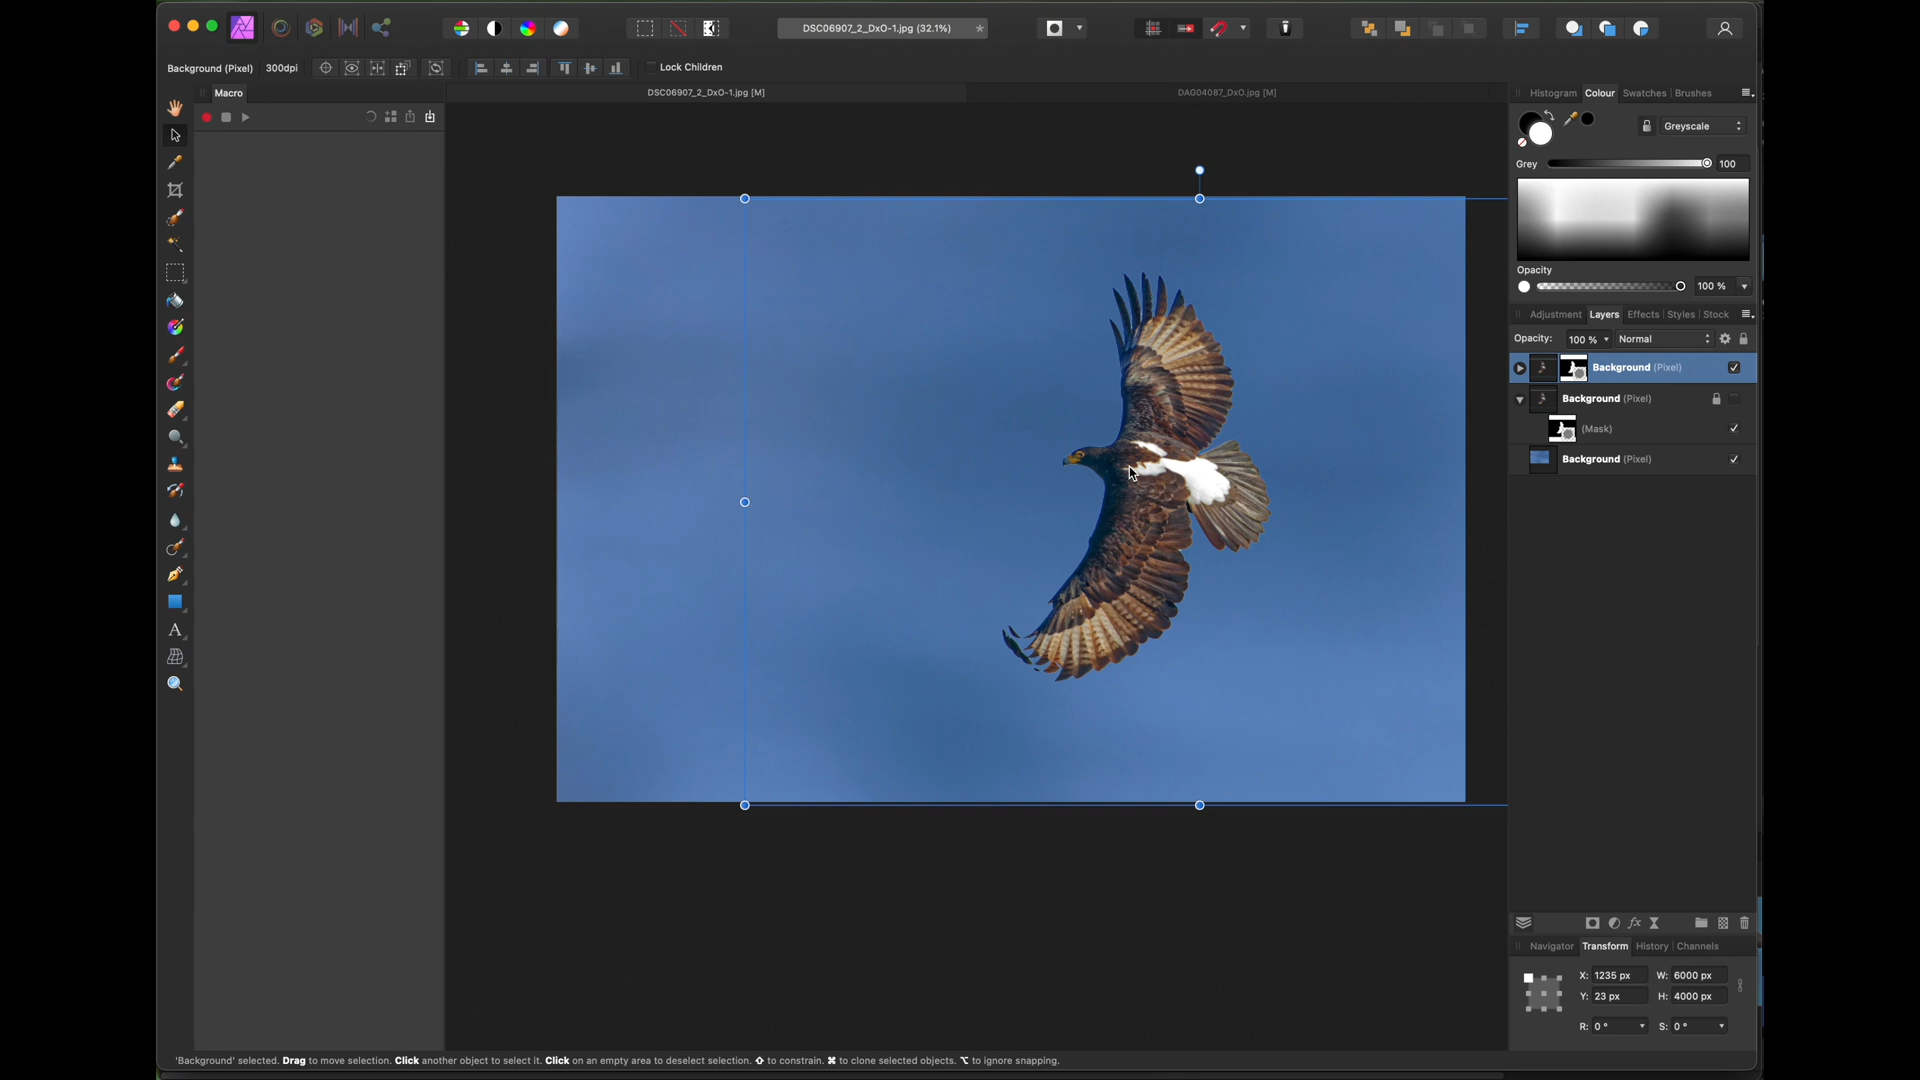 DSC06907_2_DxO-1.jpg (32.1%)
Background (Pixel) 300dpi Lock Children
Macro
DSC06907_2_DxO-1.jpg [M] DAG04087_DxO.jpg [M]
Histogram Colour Swatches Brushes
Greyscale
Grey 100
Opacity
100 %
Adjustment Layers Effects Styles Stock
Opacity: 100 % Normal
Background (Pixel)
Background (Pixel)
(Mask)
Background (Pixel)
Navigator Transform History Channels
X: 1235 px W: 6000 px
Y: 23 px H: 4000 px
R: 0 ° S: 0 °
'Background' selected. Drag to move selection. Click another object to select it. Click on an empty area to deselect selection. ⇧ to constrain. ⌘ to clone selected objects. ⌥ to ignore snapping.